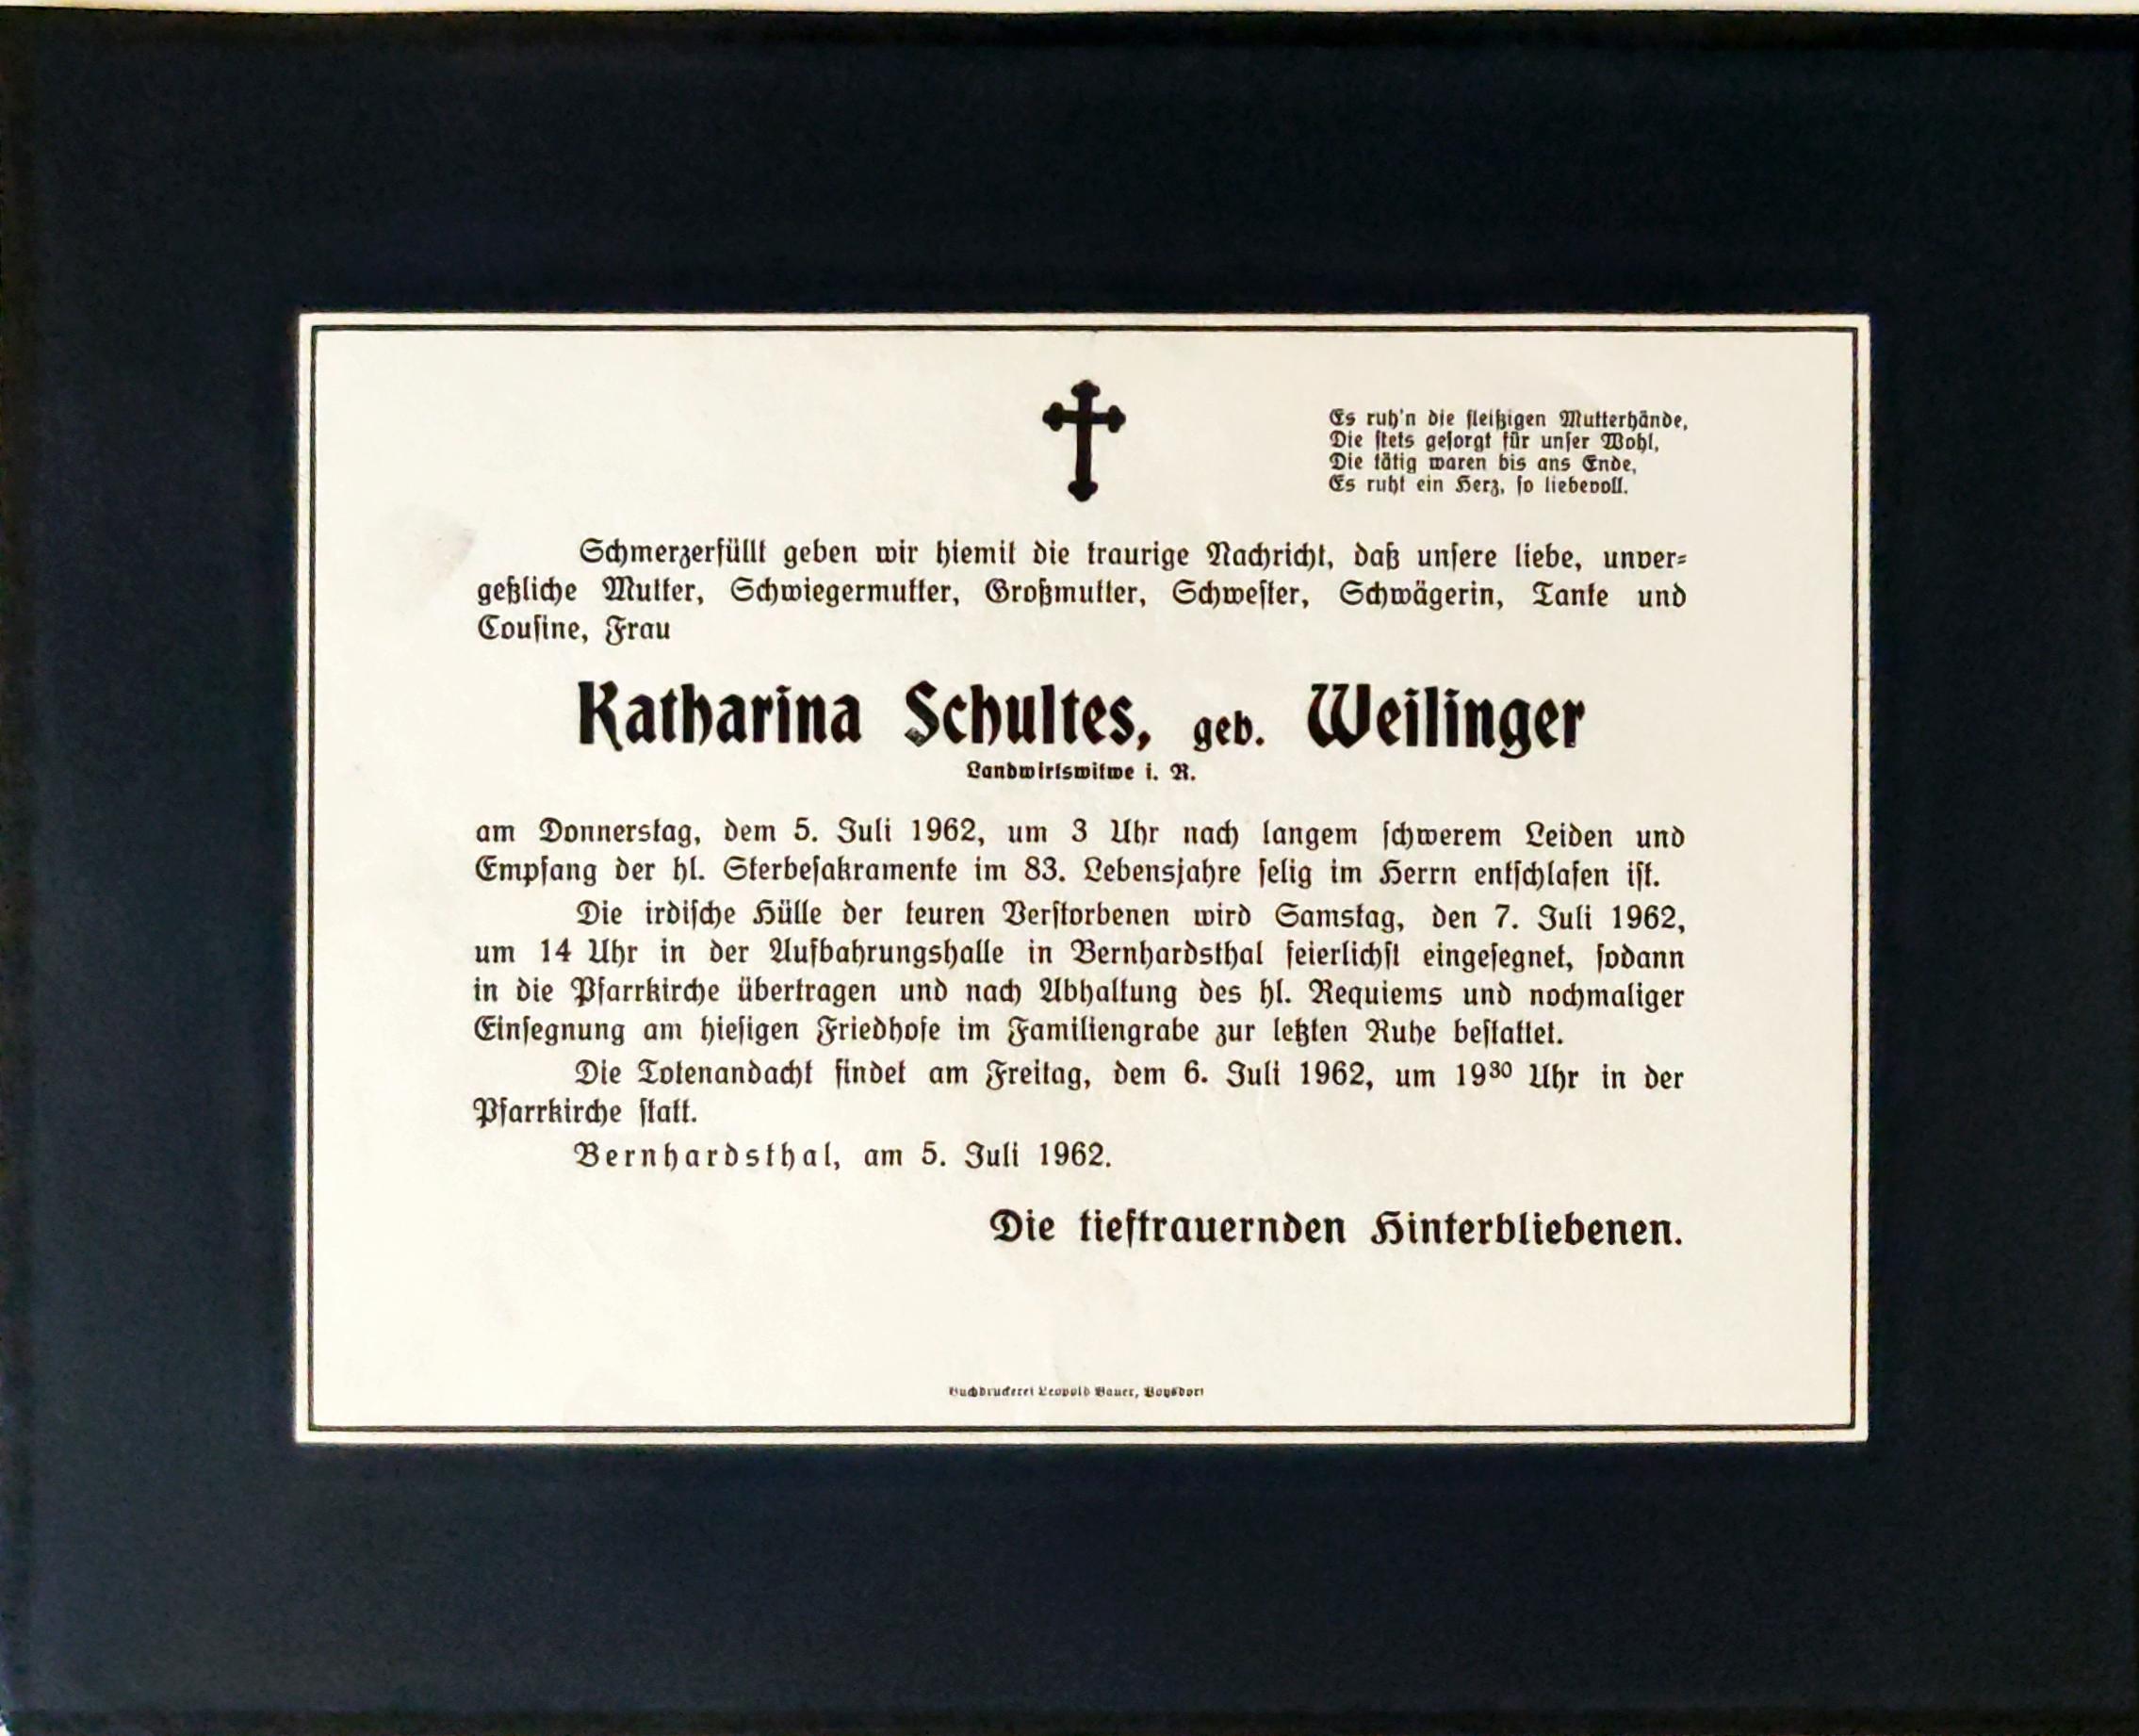 Es ruh'n die fleißigen Mutterhände,
Die stets gesorgt für unser Wohl,
Die tätig waren bis ans Ende,
Es ruht ein Herz, so liebevoll.
Schmerzerfüllt geben wir hiemit die traurige Nachricht, daß unsere liebe, unver-
geßliche Mutter, Schwiegermutter, Großmutter, Schwester, Schwägerin, Tante und
Cousine, Frau
Katharina Schultes, geb. Weilinger
Landwirtswitwe i. R.
am Donnerstag, dem 5. Juli 1962, um 3 Uhr nach langem schwerem Leiden und
Empfang der hl. Sterbesakramente im 83. Lebensjahre selig im Herrn entschlafen ist.
Die irdische Hülle der teuren Verstorbenen wird Samstag, den 7. Juli 1962,
um 14 Uhr in der Aufbahrungshalle in Bernhardsthal feierlichst eingesegnet, sodann
in die Pfarrkirche übertragen und nach Abhaltung des hl. Requiems und nochmaliger
Einsegnung am hiesigen Friedhofe im Familiengrabe zur letzten Ruhe bestattet.
Die Totenandacht findet am Freitag, dem 6. Juli 1962, um 19³⁰ Uhr in der
Pfarrkirche statt.
Bernhardsthal, am 5. Juli 1962.
Die tieftrauernden Hinterbliebenen.
Buchdruckerei Leopold Bauer, Poysdorf